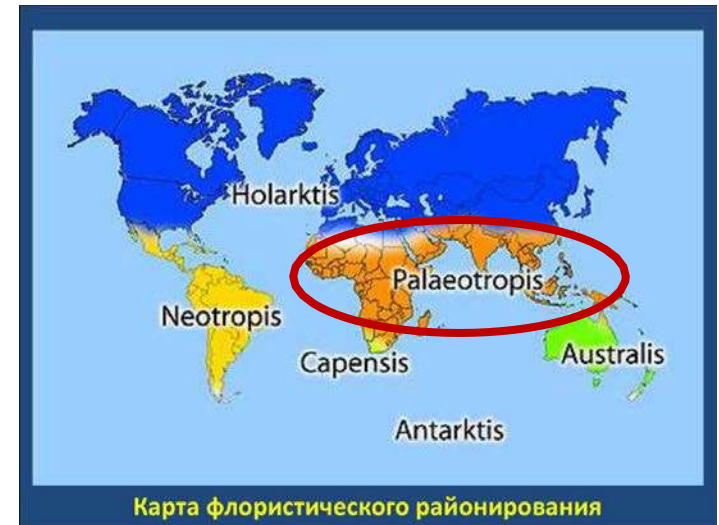 Holarktis
Palaeotropis
Neotropis
Capensis
Australis
Antarktis
Карта флористического районирования